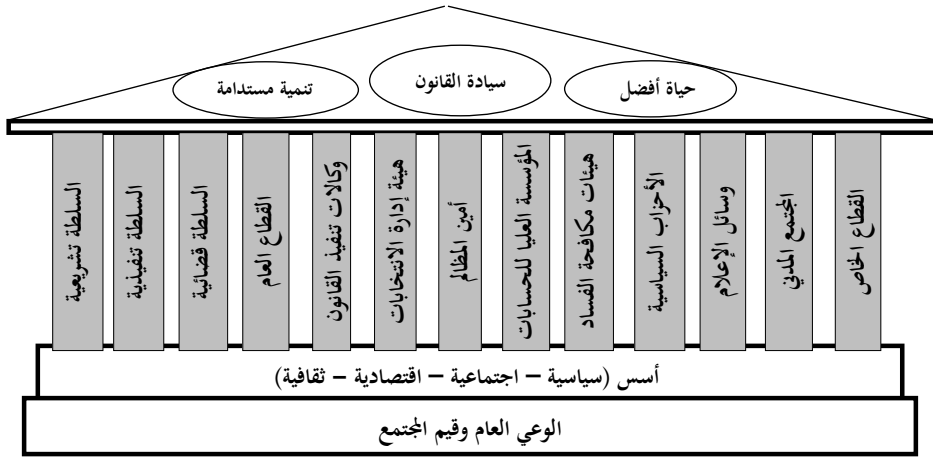 حياة أفضل
سيادة القانون
تنمية مستدامة
القطاع الخاص
المجتمع المدني
وسائل الإعلام
الأحزاب السياسية
هيئات مكافحة الفساد
المؤسسة العليا للحسابات
أمين المظالم
هيئة إدارة الانتخابات
وكالات تنفيذ القانون
القطاع العام
السلطة قضائية
السلطة تنفيذية
السلطة تشريعية
أسس (سياسية – اجتماعية – اقتصادية – ثقافية)
الوعي العام وقيم المجتمع